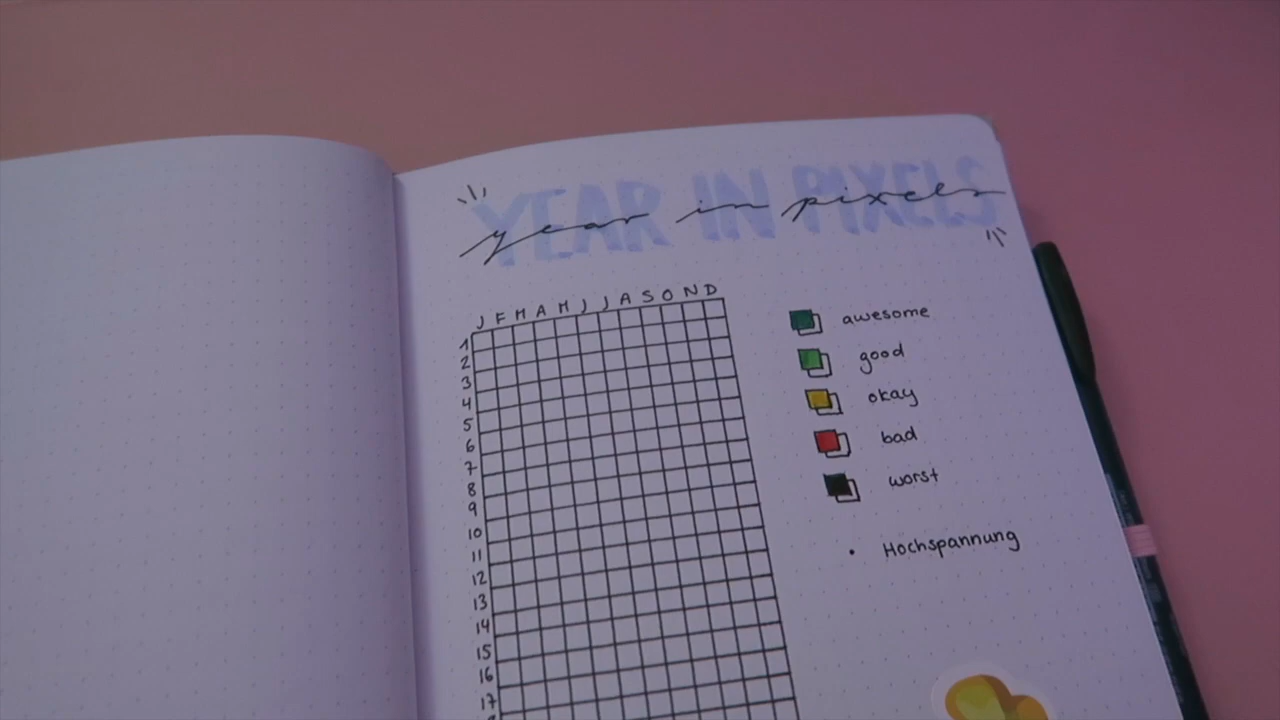 YEAR IN PIXELS
year in pixels
J F M A M J J A S O N D
1
2
3
4
5
6
7
8
9
10
11
12
13
14
15
16
17
awesome
good
okay
bad
worst
• Hochspannung